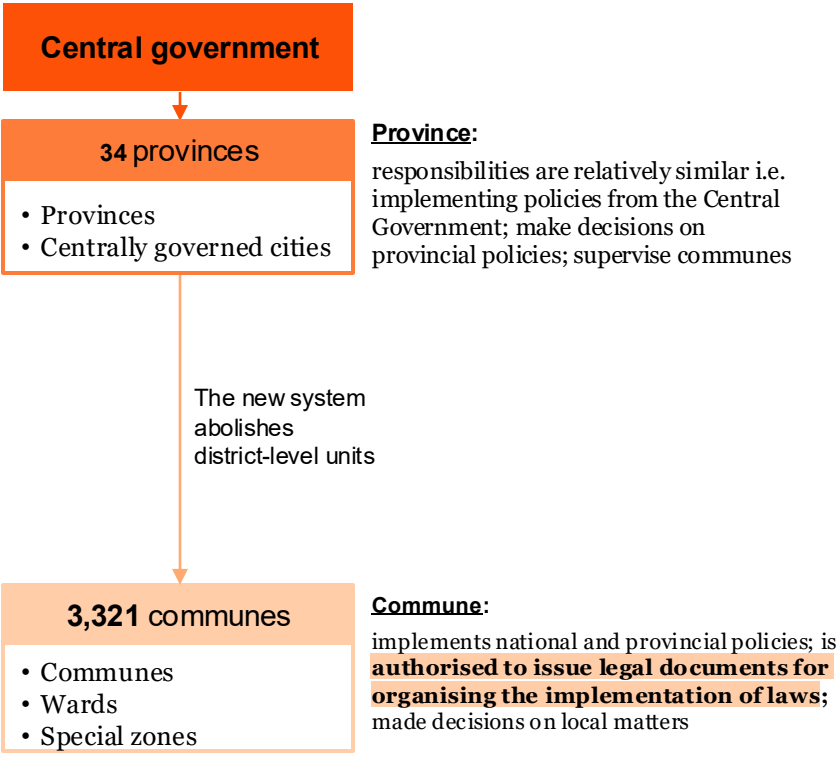 Central government
34 provinces
• Provinces
• Centrally governed cities
Province:
responsibilities are relatively similar i.e.
implementing policies from the Central
Government; make decisions on
provincial policies; supervise communes
The new system
abolishes
district-level units
3,321 communes
• Communes
• Wards
• Special zones
Commune:
implements national and provincial policies; is
authorised to issue legal documents for
organising the implementation of laws;
made decisions on local matters